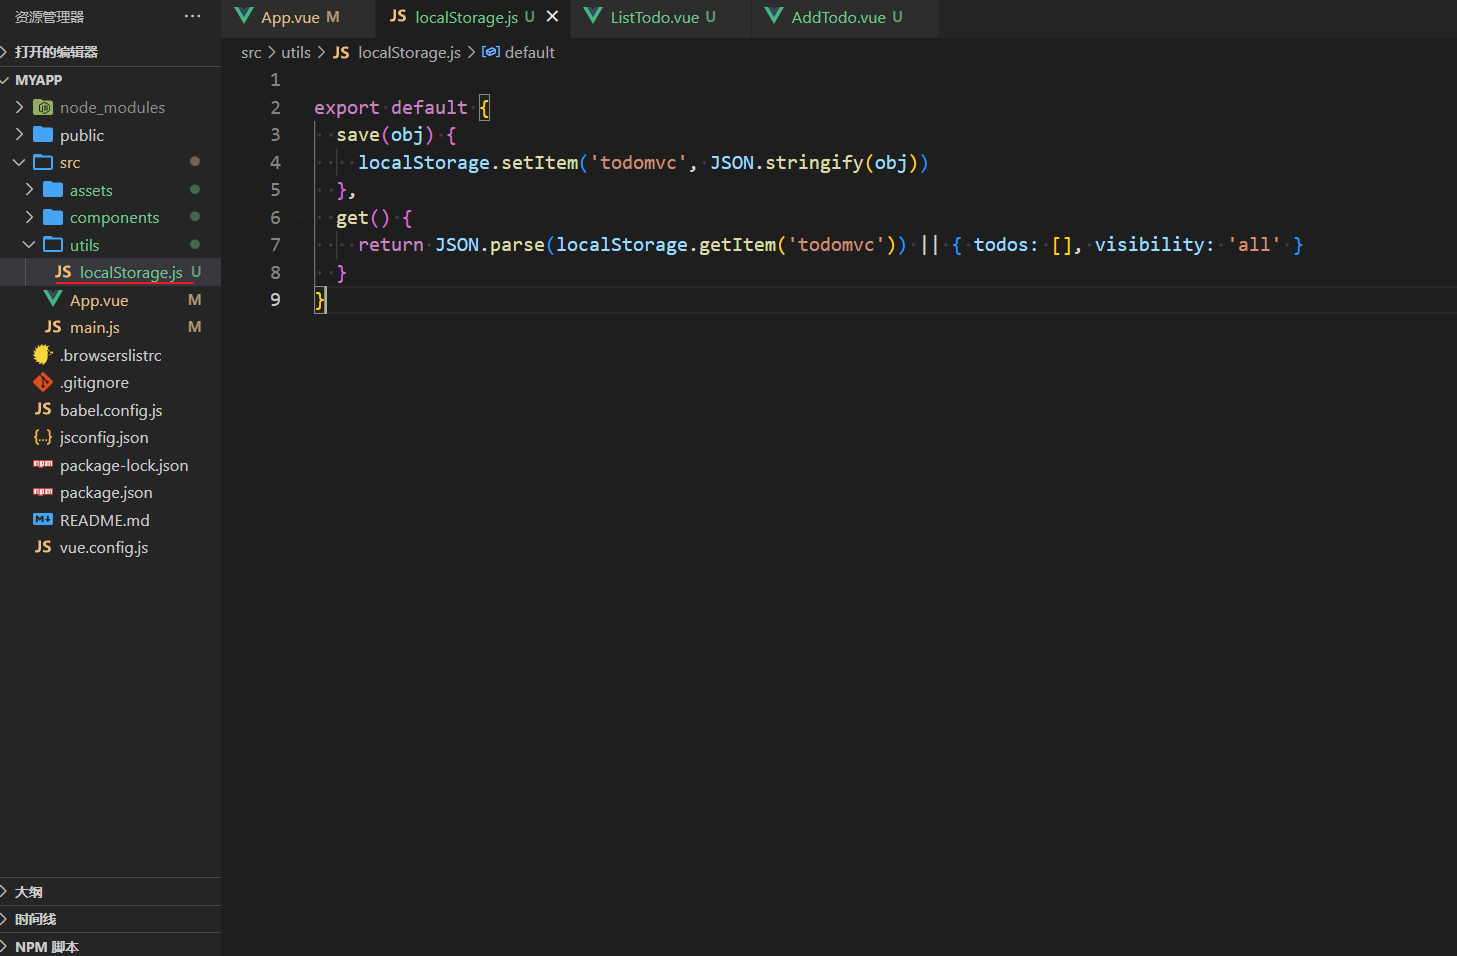 资源管理器 ···
打开的编辑器
MYAPP
node_modules
public
src
assets
components
utils
JS localStorage.js U
App.vue M
JS main.js M
.browserslistrc
.gitignore
JS babel.config.js
{..} jsconfig.json
npm package-lock.json
npm package.json
M README.md
JS vue.config.js
大纲
时间线
NPM 脚本
App.vue M JS localStorage.js U × ListTodo.vue U AddTodo.vue U
src > utils > JS localStorage.js > default
1
2 export default {
3 save(obj) {
4 localStorage.setItem('todomvc', JSON.stringify(obj))
5 },
6 get() {
7 return JSON.parse(localStorage.getItem('todomvc')) || { todos: [], visibility: 'all' }
8 }
9 }